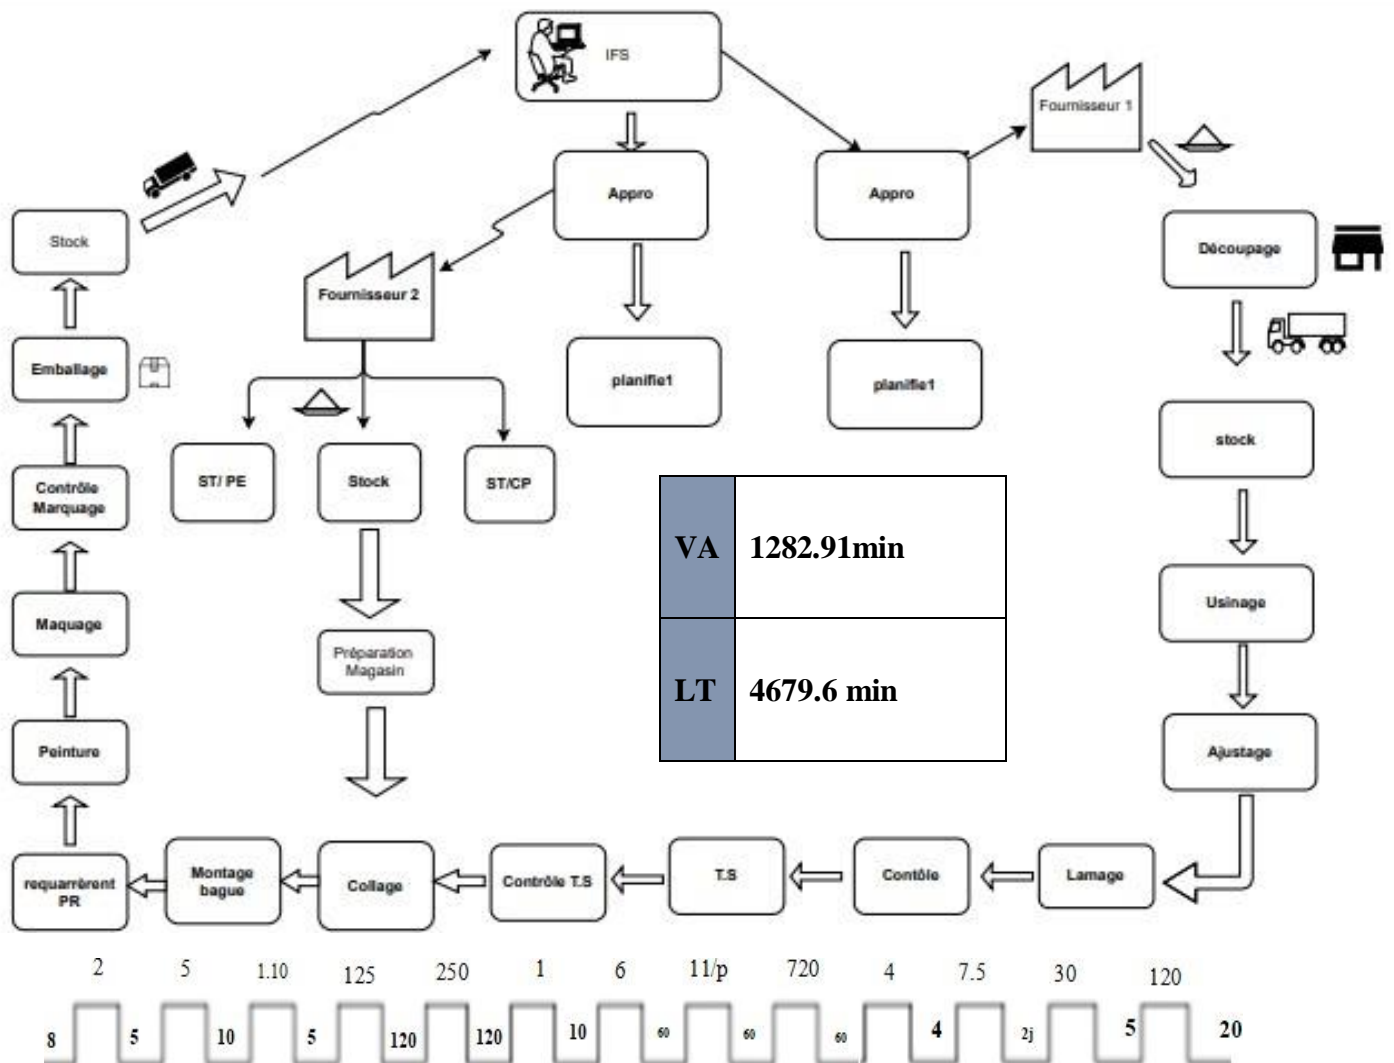 IFS
Fournisseur 1
Appro
Appro
Stock
Découpage
Fournisseur 2
Emballage
planifie1
planifie1
stock
ST/ PE
Stock
ST/CP
Contrôle
Marquage
VA 1282.91min
Usinage
Maquage
Préparation
Magasin
LT 4679.6 min
Peinture
Ajustage
requarrèrent
PR
Montage
bague
Collage
Contrôle T.S
T.S
Contôle
Lamage
2 5 1.10 125 250 1 6 11/p 720 4 7.5 30 120
8 5 10 5 120 120 10 60 60 60 4 2j 5 20